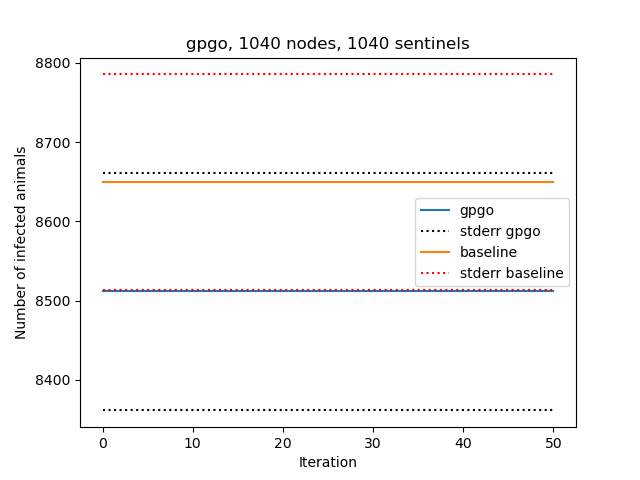 gpgo, 1040 nodes, 1040 sentinels
8800
8700
8600
8500
8400
Number of infected animals
gpgo
stderr gpgo
baseline
stderr baseline
0 10 20 30 40 50
Iteration